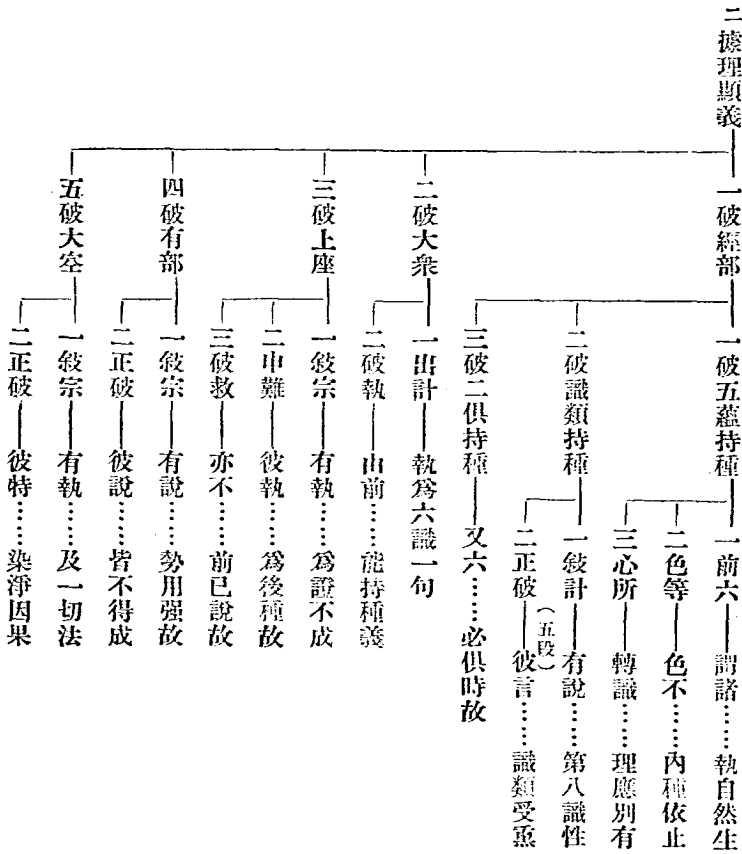 二據理顯義
一破經部
一破五蘊持種
一前六
謂諸……執自然生
二色等
色不……內種依止
三心所
轉識……理應別有
二破識類持種
一敍計
有說……第八識性
二正破
(五段)
彼言……識類受熏
三破二俱持種
又六……必俱時故
二破大衆
一出計
執爲六識一句
二破執
由前……能持種義
三破上座
一敍宗
有執……爲證不成
二申難
彼執……爲後種故
三破救
亦不……前已說故
四破有部
一敍宗
有說……勢用强故
二正破
彼說……皆不得成
五破大空
一敍宗
有執……及一切法
二正破
彼特……染淨因果